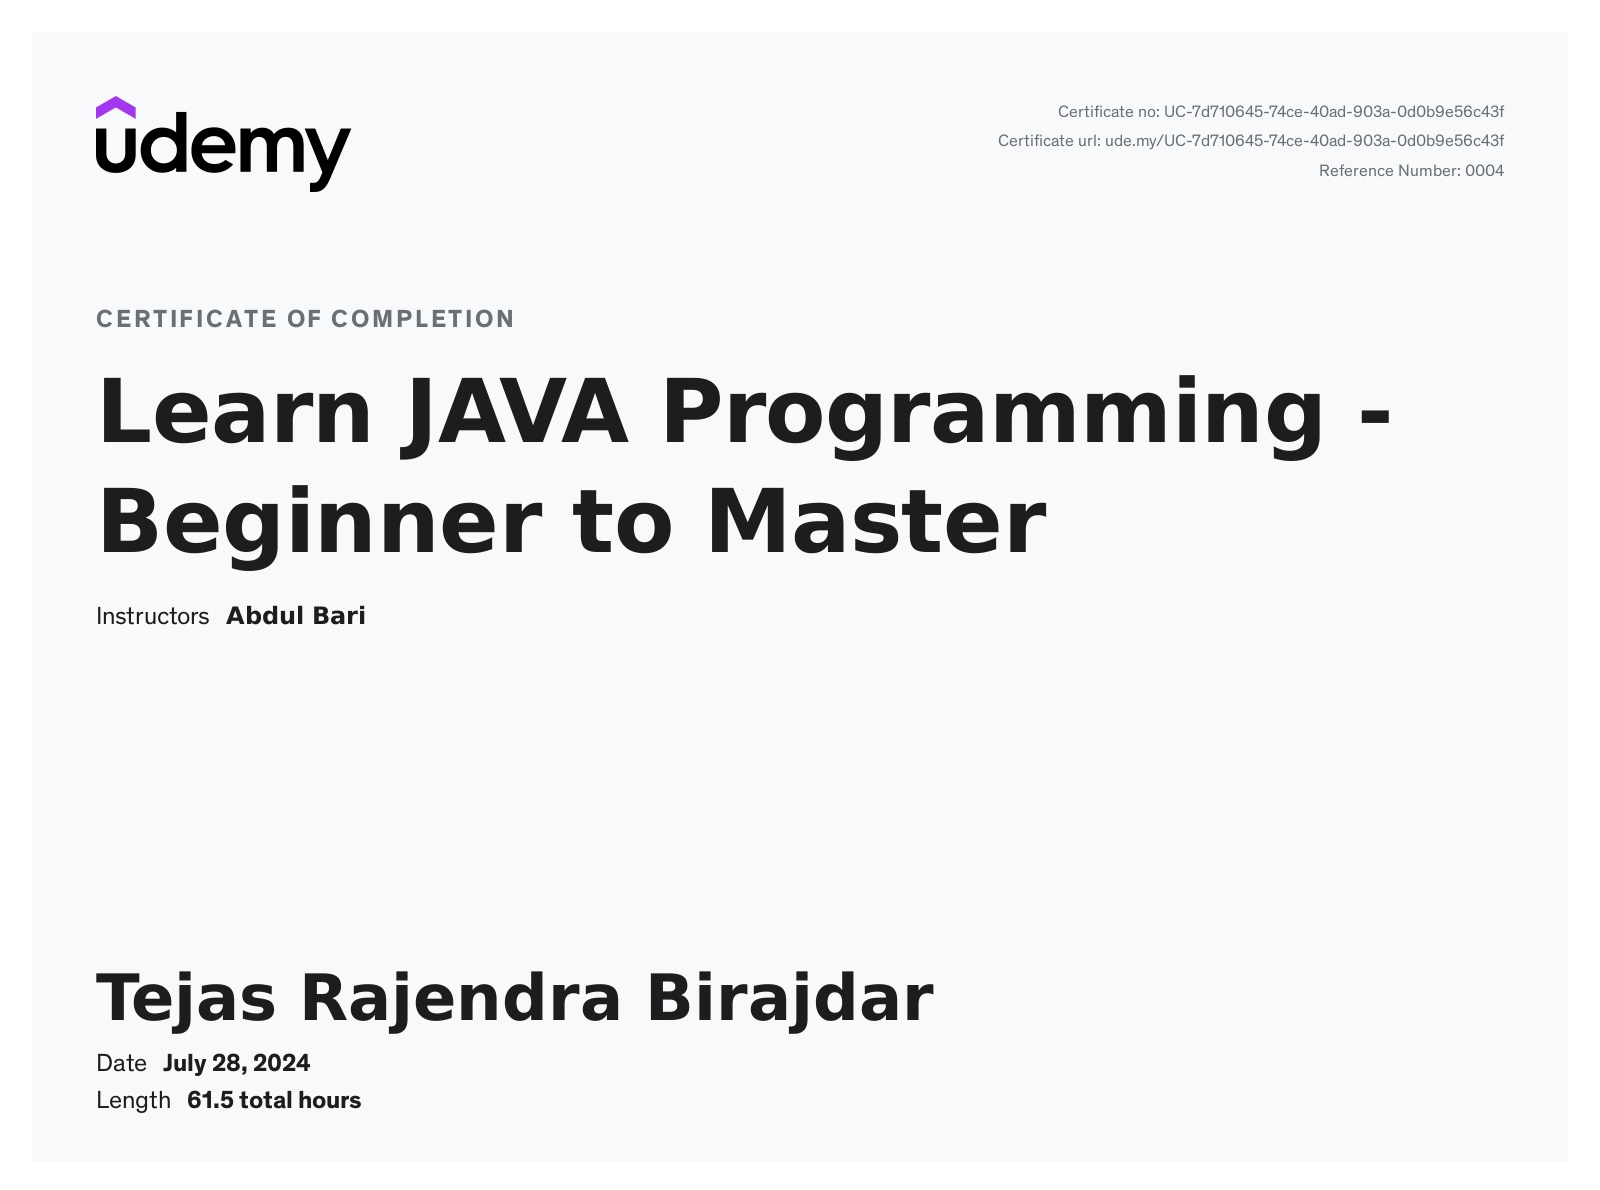 udemy
Certificate no: UC-7d710645-74ce-40ad-903a-0d0b9e56c43f
Certificate url: ude.my/UC-7d710645-74ce-40ad-903a-0d0b9e56c43f
Reference Number: 0004
CERTIFICATE OF COMPLETION
Learn JAVA Programming -
Beginner to Master
Instructors Abdul Bari
Tejas Rajendra Birajdar
Date July 28, 2024
Length 61.5 total hours